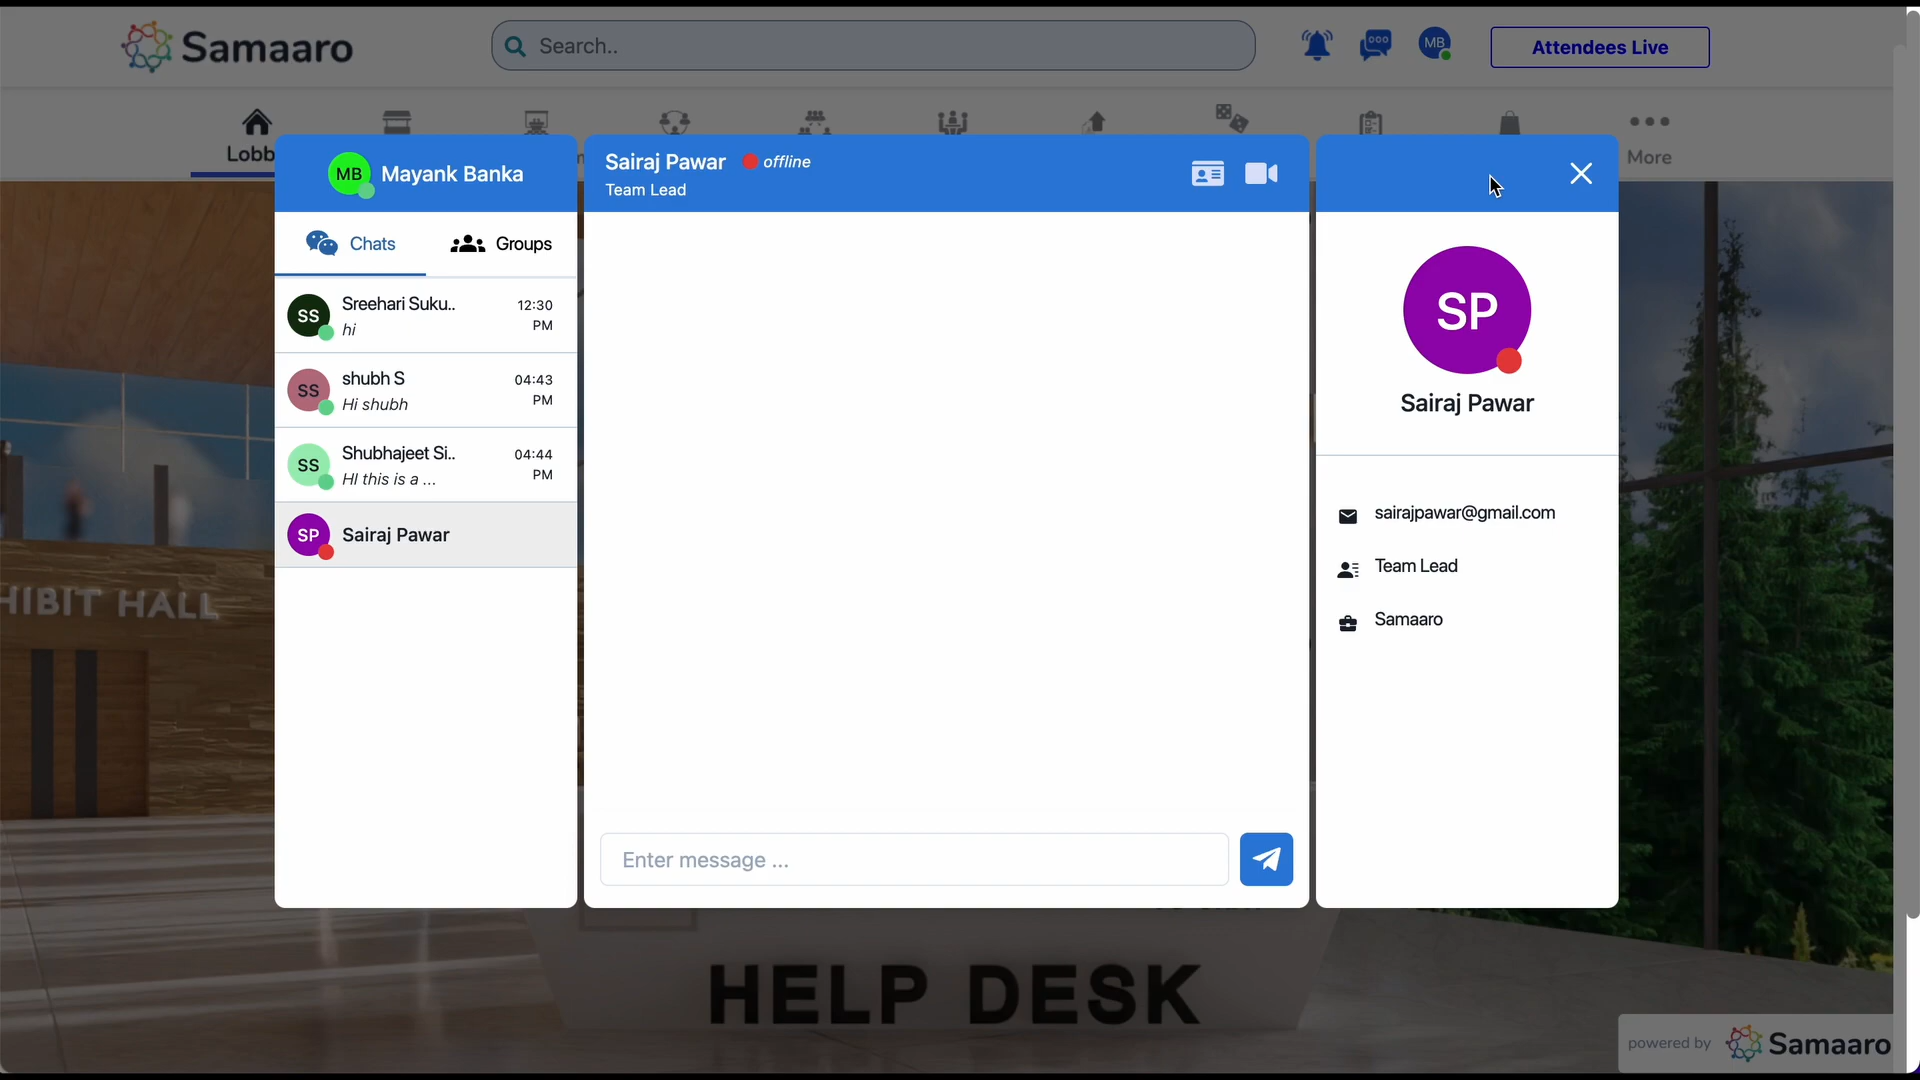 Samaaro
Search..
MB
Attendees Live
Lobb
More
MB
Mayank Banka
Sairaj Pawar
offline
Team Lead
Chats
Groups
SS
Sreehari Suku..
hi
12:30
PM
SS
shubh S
Hi shubh
04:43
PM
SS
Shubhajeet Si..
HI this is a ...
04:44
PM
SP
Sairaj Pawar
Enter message ...
SP
Sairaj Pawar
sairajpawar@gmail.com
Team Lead
Samaaro
HIBIT HALL
HELP DESK
powered by
Samaaro